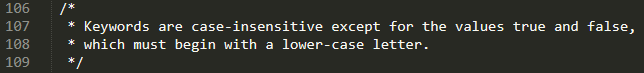 106 /*
107  * Keywords are case-insensitive except for the values true and false,
108  * which must begin with a lower-case letter.
109  */